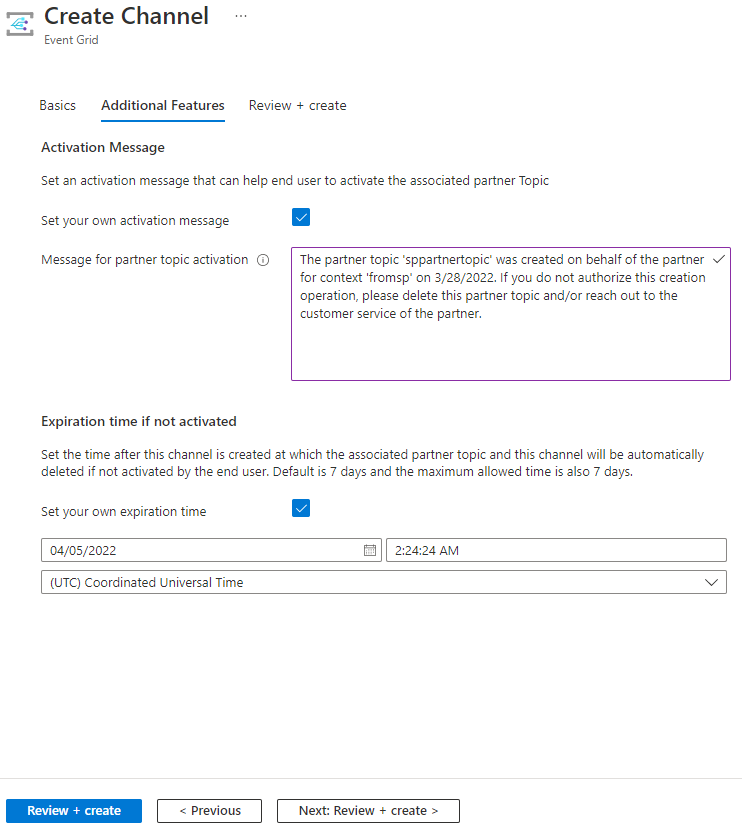 Create Channel ...
Event Grid
Basics Additional Features Review + create
Activation Message
Set an activation message that can help end user to activate the associated partner Topic
Set your own activation message
Message for partner topic activation
The partner topic 'sppartnertopic' was created on behalf of the partner
for context 'fromsp' on 3/28/2022. If you do not authorize this creation
operation, please delete this partner topic and/or reach out to the
customer service of the partner.
Expiration time if not activated
Set the time after this channel is created at which the associated partner topic and this channel will be automatically
deleted if not activated by the end user. Default is 7 days and the maximum allowed time is also 7 days.
Set your own expiration time
04/05/2022 2:24:24 AM
(UTC) Coordinated Universal Time
Review + create < Previous Next: Review + create >